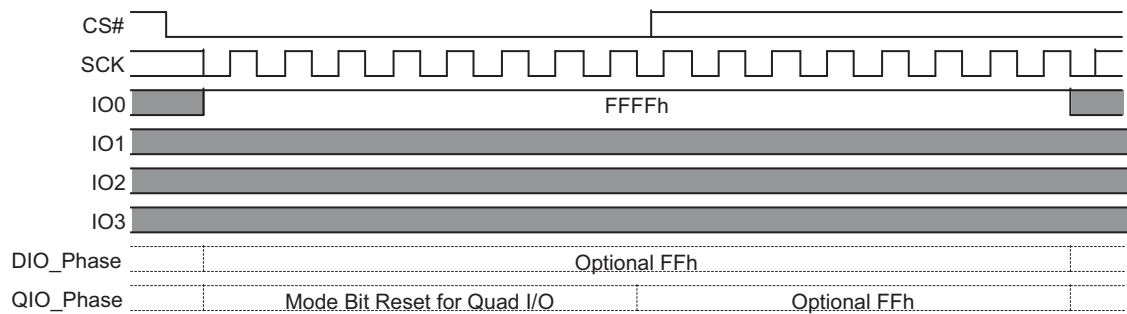 CS#
SCK
IO0
FFFFh
IO1
IO2
IO3
DIO_Phase
Optional FFh
QIO_Phase
Mode Bit Reset for Quad I/O
Optional FFh